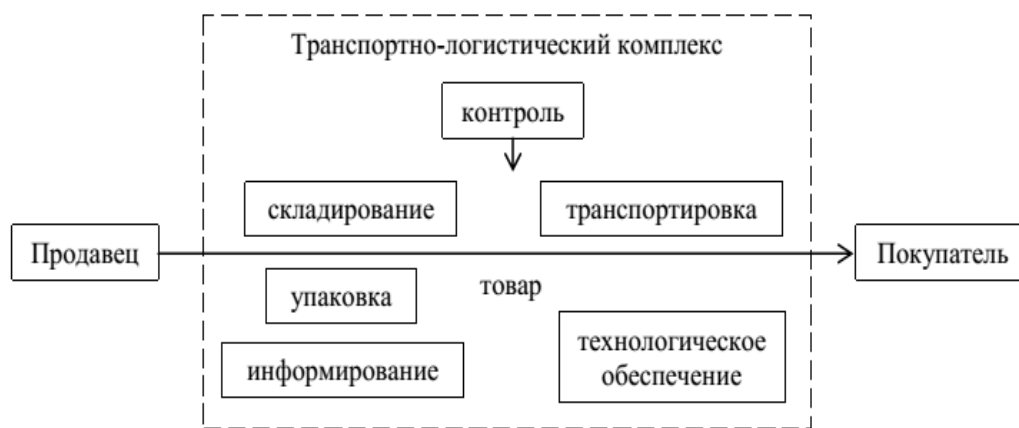 Транспортно-логистический комплекс
контроль
складирование
транспортировка
Продавец
Покупатель
упаковка
товар
информирование
технологическое
обеспечение